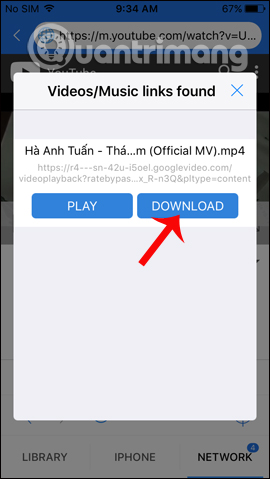 No SIM 9:34 AM 67%
https://m.youtube.com/watch?v=U...
Quantrimang
YouTube
Videos/Music links found
Hà Anh Tuấn - Thá...m (Official MV).mp4
https://r4---sn-42u-i5oel.googlevideo.com/
videoplayback?ratebypas...x_R-n3Q&pltype=content
PLAY DOWNLOAD
4
LIBRARY IPHONE NETWORK